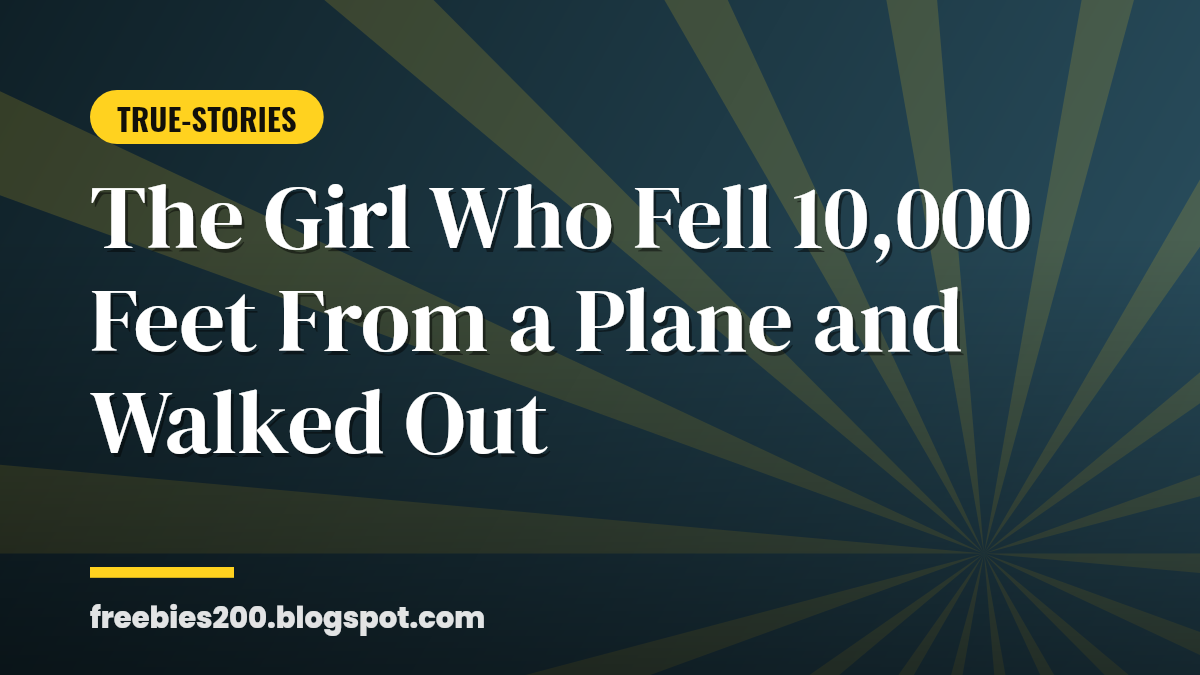 TRUE-STORIES
The Girl Who Fell 10,000
Feet From a Plane and
Walked Out
freebies200.blogspot.com